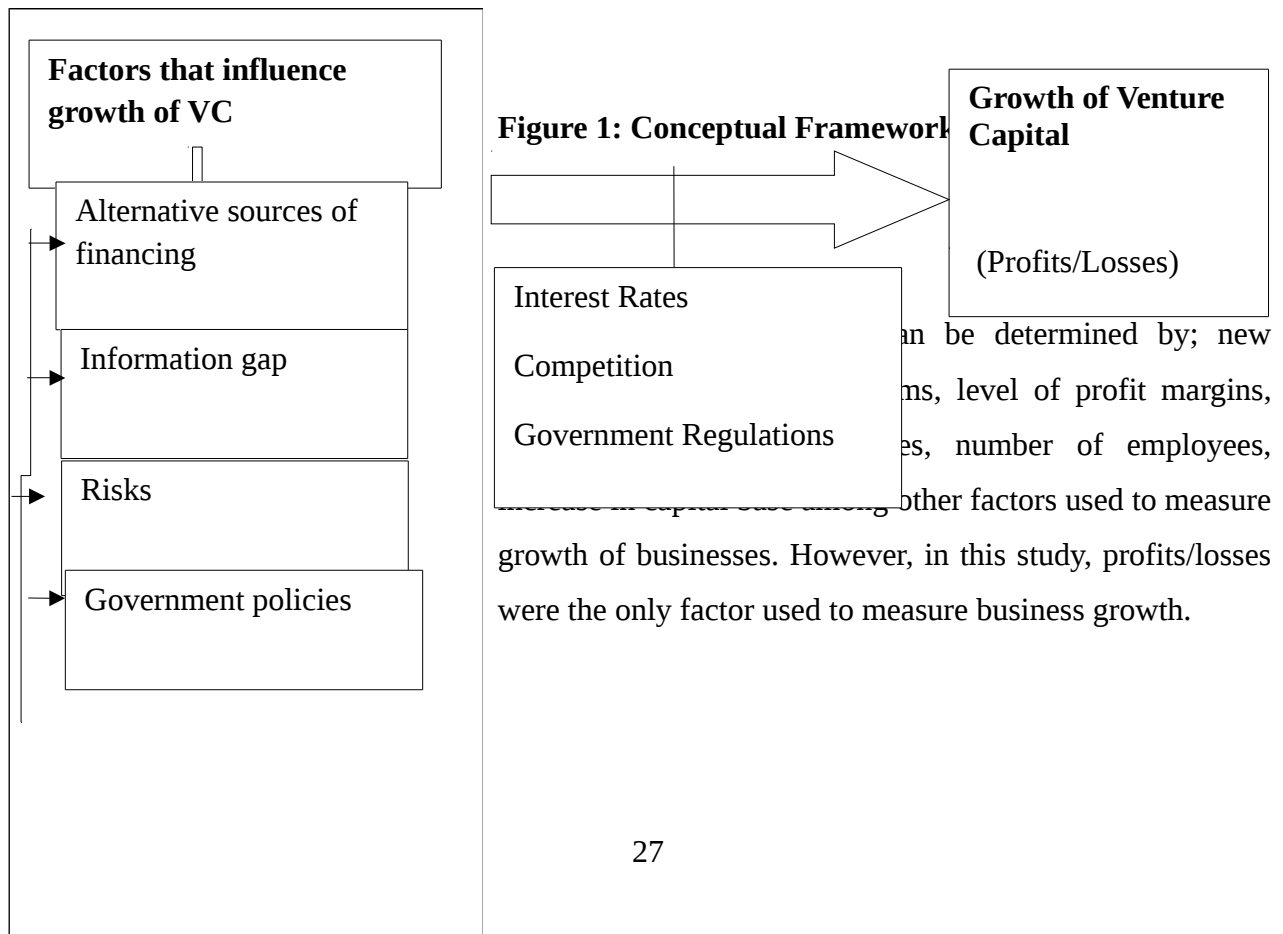 Factors that influence
growth of VC
Alternative sources of
financing
Information gap
Risks
Government policies
Figure 1: Conceptual Framework
Growth of Venture
Capital
(Profits/Losses)
Interest Rates
Competition
Government Regulations
be determined by; new
level of profit margins,
number of employees,
other factors used to measure
growth of businesses. However, in this study, profits/losses
were the only factor used to measure business growth.
27